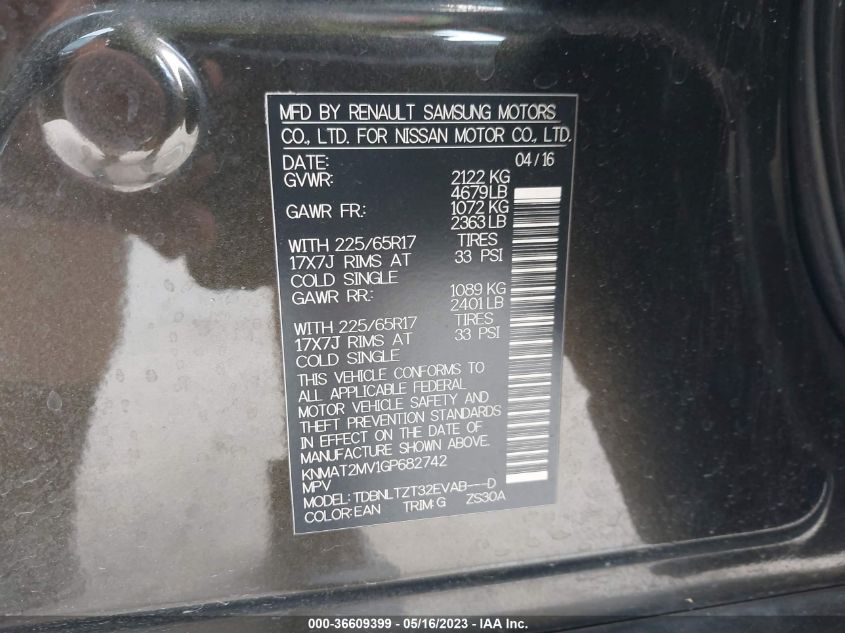 MFD BY RENAULT SAMSUNG MOTORS
CO., LTD. FOR NISSAN MOTOR CO., LTD.
DATE: 04/16
GVWR: 2122 KG
4679LB
GAWR FR.: 1072 KG
2363LB
WITH 225/65R17 TIRES
17X7J RIMS AT 33 PSI
COLD SINGLE
GAWR RR.: 1089 KG
2401LB
WITH 225/65R17 TIRES
17X7J RIMS AT 33 PSI
COLD SINGLE
THIS VEHICLE CONFORMS TO
ALL APPLICABLE FEDERAL
MOTOR VEHICLE SAFETY AND
THEFT PREVENTION STANDARDS
IN EFFECT ON THE DATE OF
MANUFACTURE SHOWN ABOVE.
KNMAT2MV1GP682742
MPV
MODEL: TDBNLTZT32EVAB---D
COLOR:EAN TRIM:G ZS30A
000-36609399 - 05/16/2023 - IAA Inc.